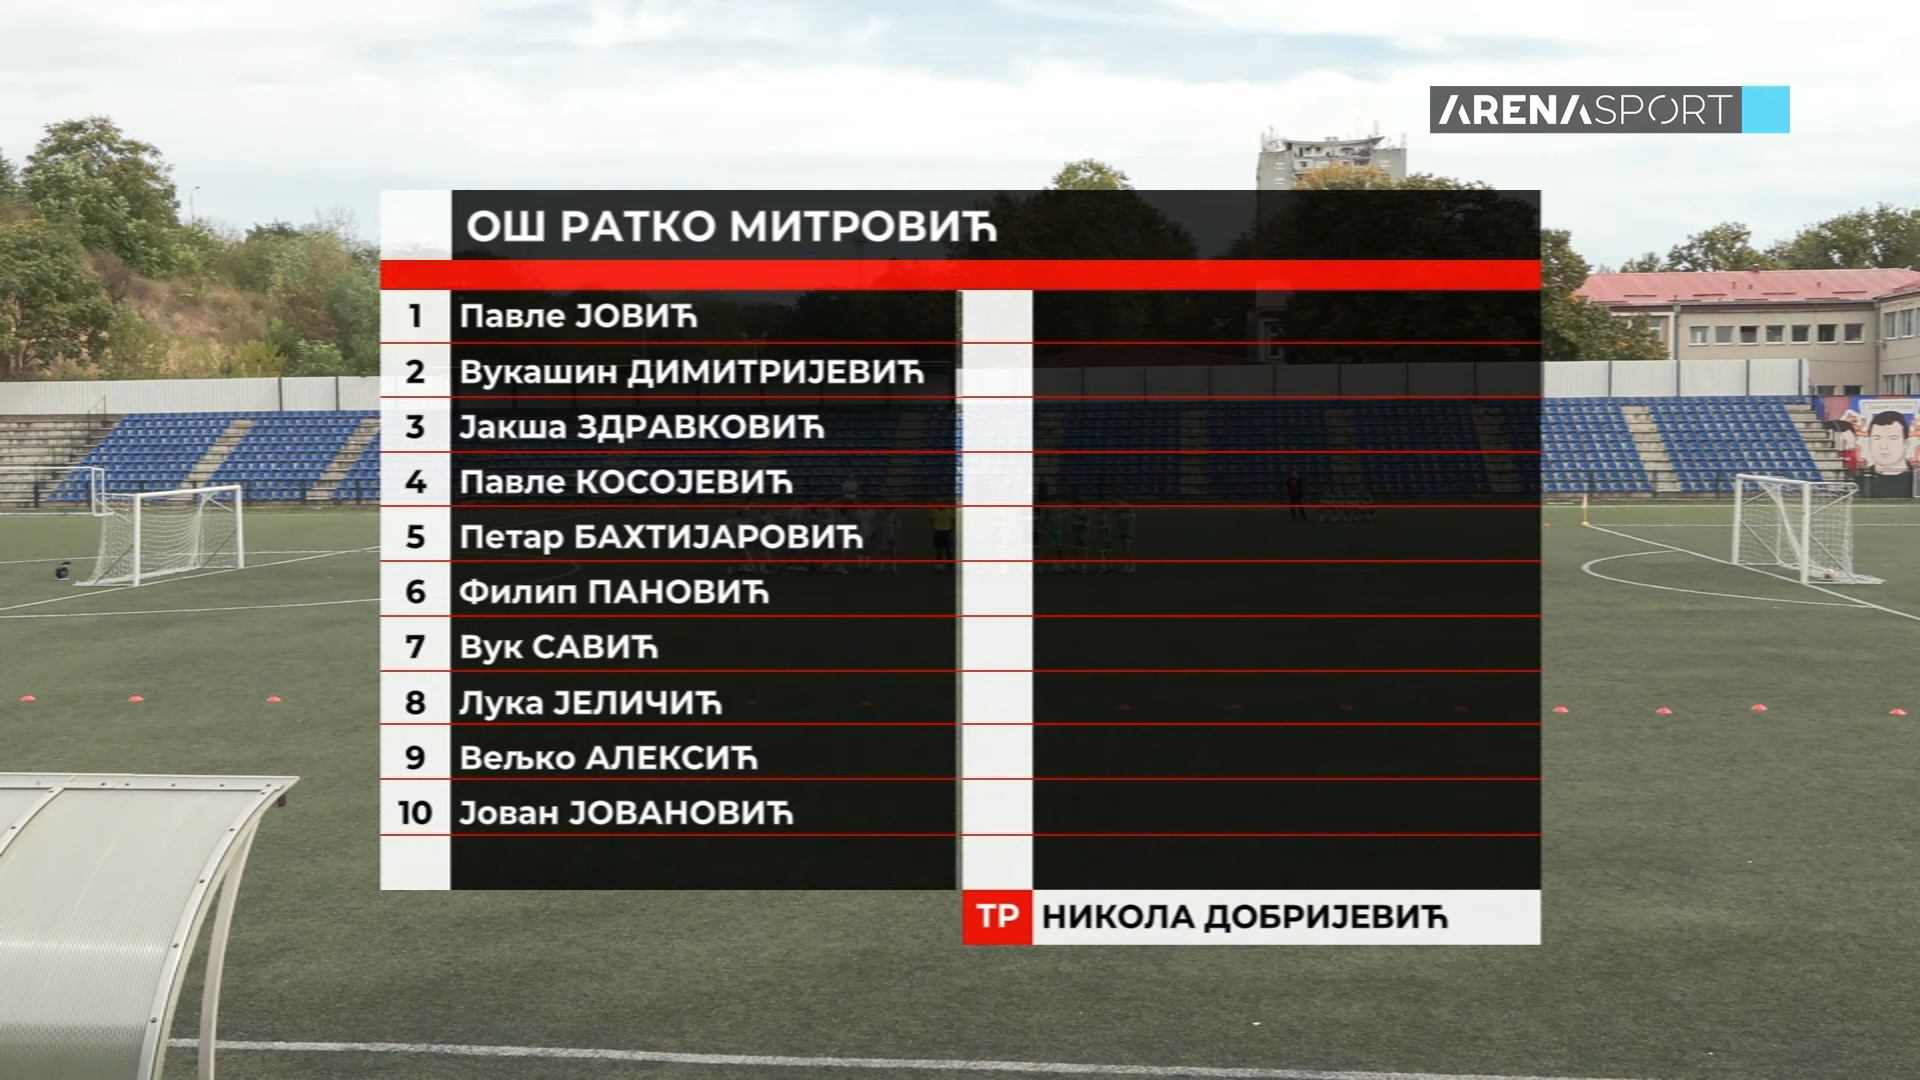 ARENASPORT
ОШ РАТКО МИТРОВИЋ
1 Павле ЈОВИЋ
2 Вукашин ДИМИТРИЈЕВИЋ
3 Јакша ЗДРАВКОВИЋ
4 Павле КОСОЈЕВИЋ
5 Петар БАХТИЈАРОВИЋ
6 Филип ПАНОВИЋ
7 Вук САВИЋ
8 Лука ЈЕЛИЧИЋ
9 Вељко АЛЕКСИЋ
10 Јован ЈОВАНОВИЋ
ТР НИКОЛА ДОБРИЈЕВИЋ